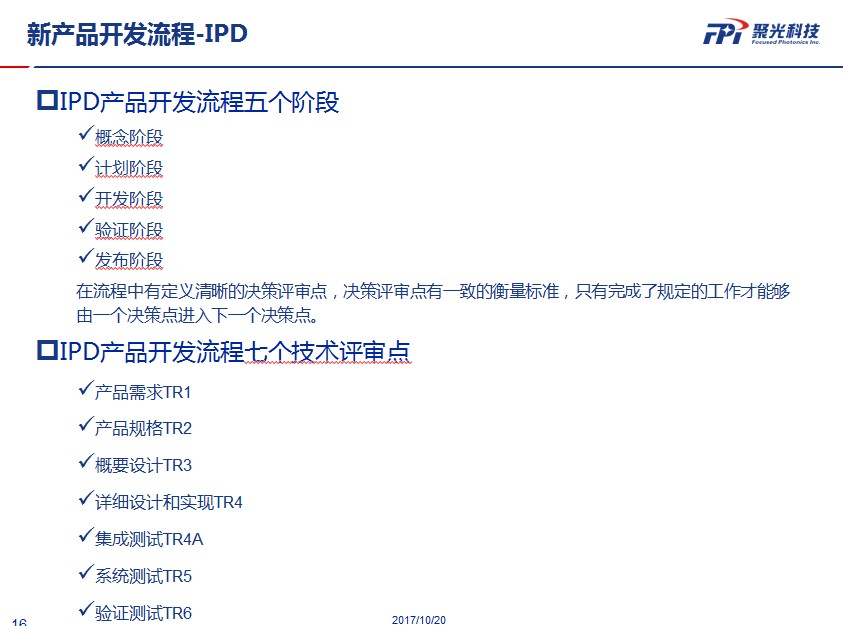 新产品开发流程-IPD
FPI 聚光科技
Focused Photonics Inc.
IPD产品开发流程五个阶段
概念阶段
计划阶段
开发阶段
验证阶段
发布阶段
在流程中有定义清晰的决策评审点，决策评审点有一致的衡量标准，只有完成了规定的工作才能够
由一个决策点进入下一个决策点。
IPD产品开发流程七个技术评审点
产品需求TR1
产品规格TR2
概要设计TR3
详细设计和实现TR4
集成测试TR4A
系统测试TR5
验证测试TR6
16
2017/10/20